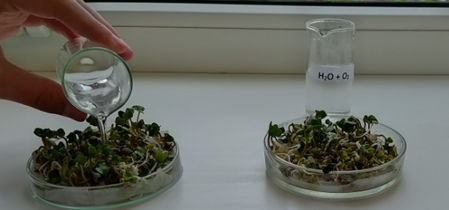 H₂O + O₂